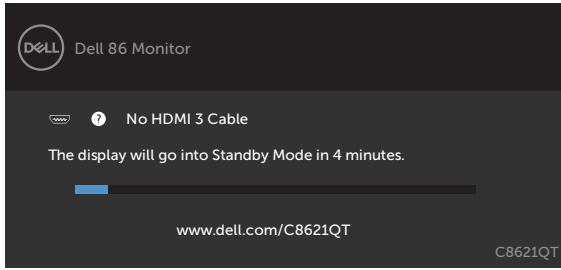 DELL
Dell 86 Monitor
? No HDMI 3 Cable
The display will go into Standby Mode in 4 minutes.
www.dell.com/C8621QT
C8621QT